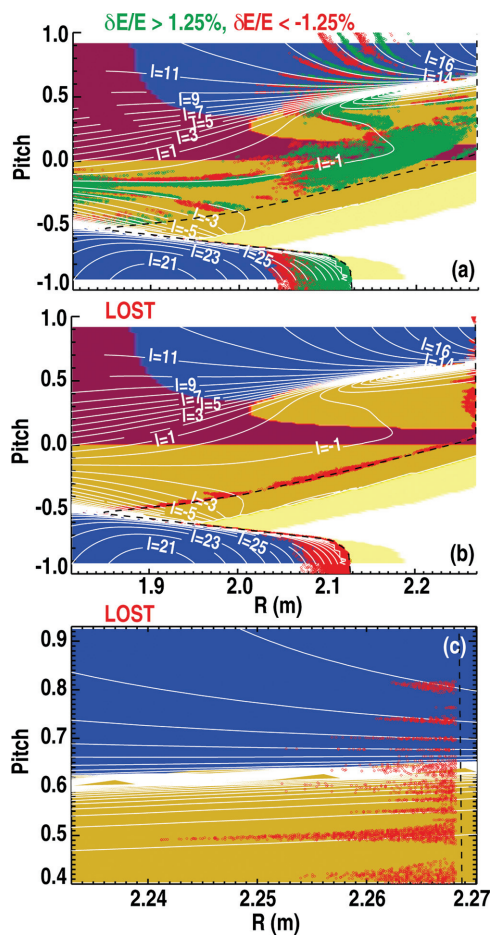 δE/E > 1.25%, δE/E < -1.25%
1.0
0.5
0.0
-0.5
-1.0
Pitch
l=11
l=9
l=7
l=5
l=3
l=1
l=-1
l=16
l=14
l=-3
l=-5
l=25
l=23
l=21
(a)
LOST
1.0
0.5
0.0
-0.5
-1.0
Pitch
l=11
l=9
l=7
l=5
l=3
l=1
l=-1
l=16
l=14
l=-3
l=-5
l=25
l=23
l=21
(b)
1.9 2.0 2.1 2.2
R (m)
LOST
(c)
0.9
0.8
0.7
0.6
0.5
0.4
Pitch
2.24 2.25 2.26 2.27
R (m)